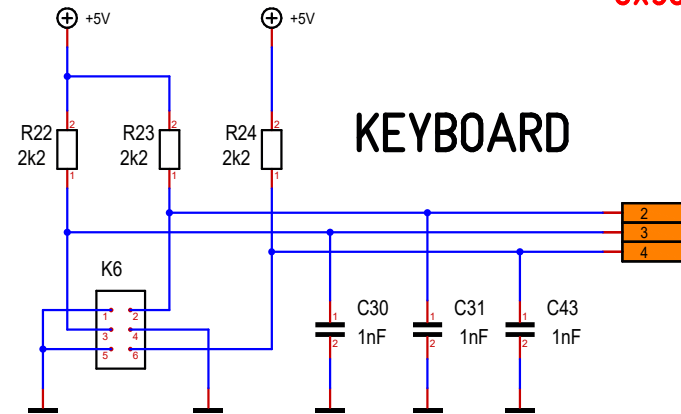 +5V +5V
R22 2 R23 2 R24 2
2k2 1 2k2 1 2k2 1
KEYBOARD
2
3
4
K6
1 2
3 4
5 6
C30 1 C31 1 C43 1
1nF 2 1nF 2 1nF 2